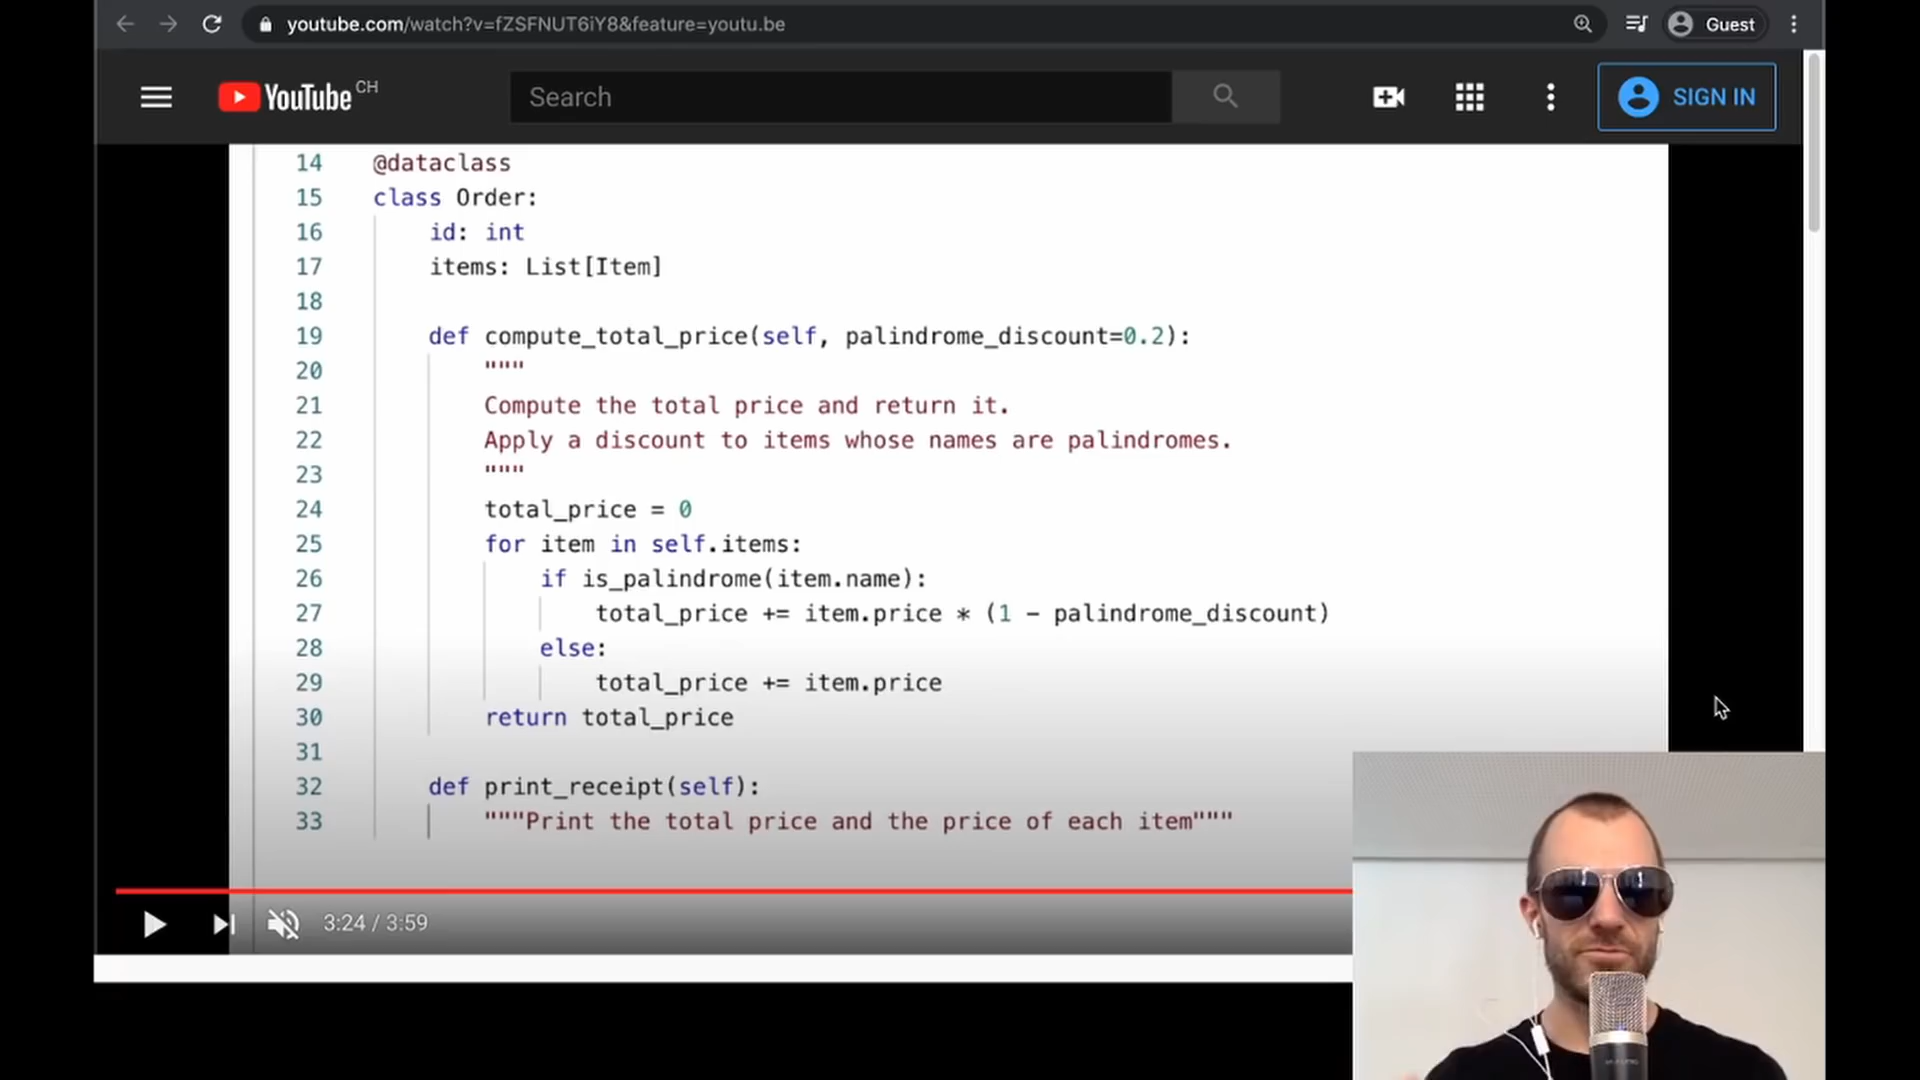 youtube.com/watch?v=fZSFNUT6iY8&feature=youtu.be
Guest
YouTube CH
Search
SIGN IN
14 @dataclass
15 class Order:
16 id: int
17 items: List[Item]
18
19 def compute_total_price(self, palindrome_discount=0.2):
20 """
21 Compute the total price and return it.
22 Apply a discount to items whose names are palindromes.
23 """
24 total_price = 0
25 for item in self.items:
26 if is_palindrome(item.name):
27 total_price += item.price * (1 - palindrome_discount)
28 else:
29 total_price += item.price
30 return total_price
31
32 def print_receipt(self):
33 """Print the total price and the price of each item"""
3:24 / 3:59